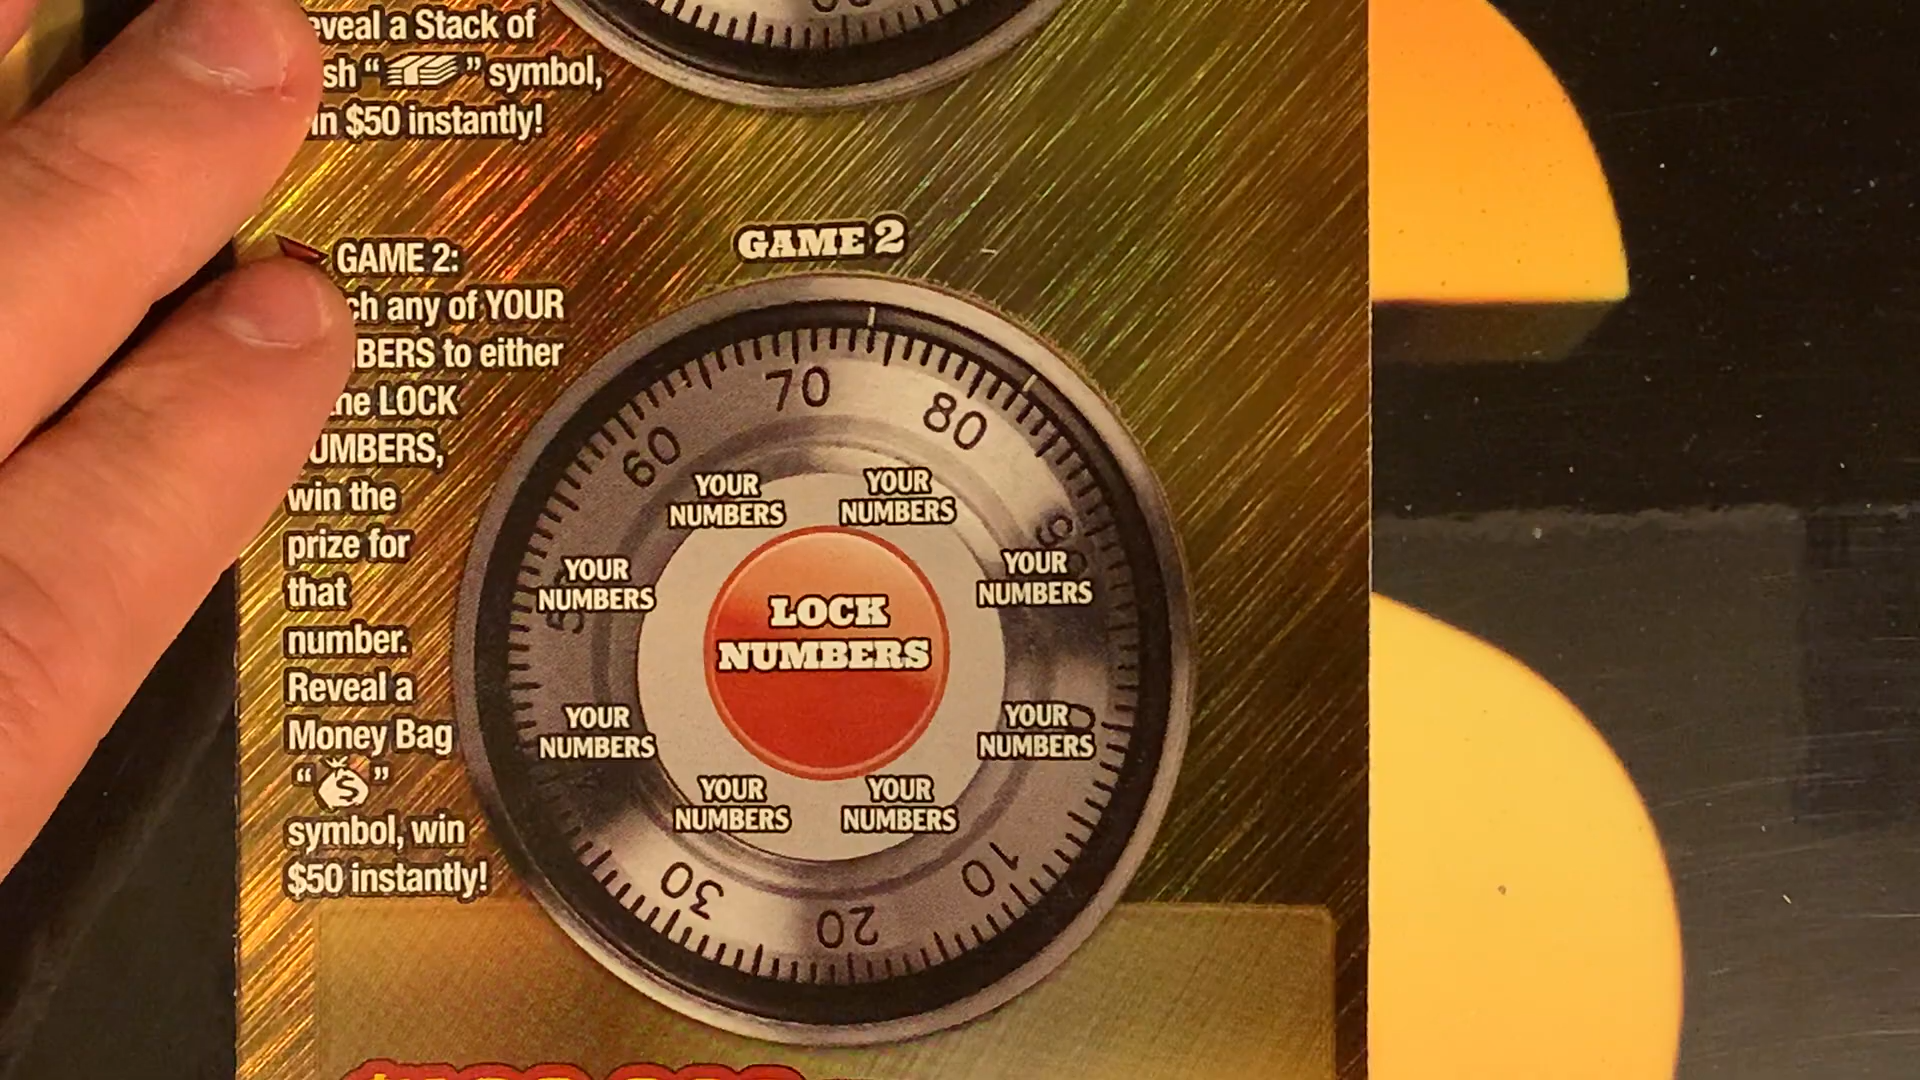 eveal a Stack of
sh “ ” symbol,
in $50 instantly!
GAME 2:
ch any of YOUR
BERS to either
he LOCK
UMBERS,
win the
prize for
that
number.
Reveal a
Money Bag
“$”
symbol, win
$50 instantly!
GAME 2
70
80
60
90
50
0
30
20
10
YOUR
NUMBERS
YOUR
NUMBERS
YOUR
NUMBERS
YOUR
NUMBERS
LOCK
NUMBERS
YOUR
NUMBERS
YOUR
NUMBERS
YOUR
NUMBERS
YOUR
NUMBERS